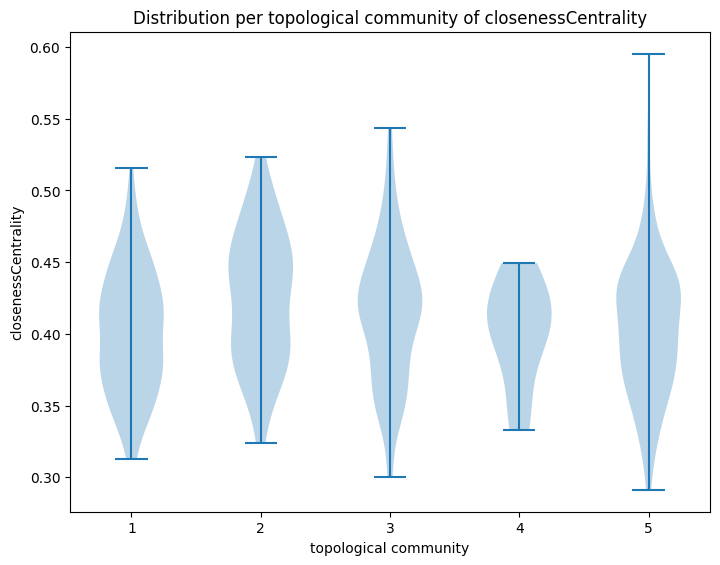 Distribution per topological community of closenessCentrality
closenessCentrality
0.60
0.55
0.50
0.45
0.40
0.35
0.30
1 2 3 4 5
topological community